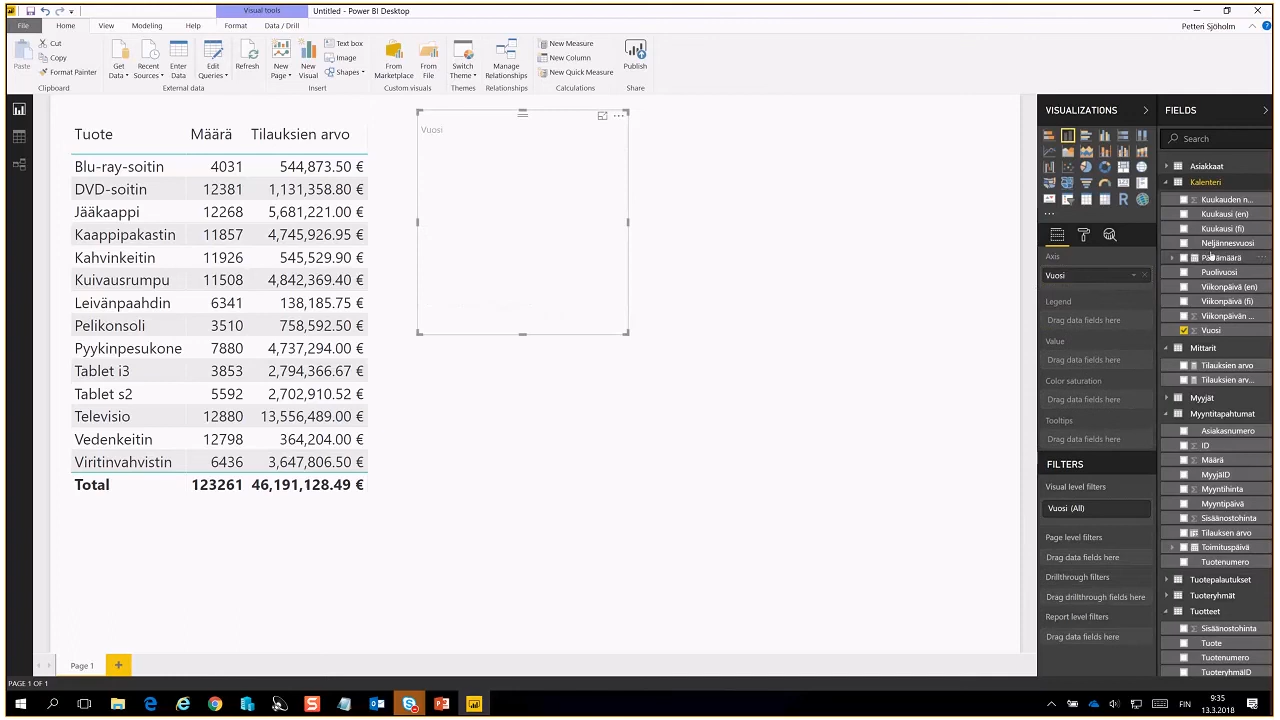 Visual tools
Untitled - Power BI Desktop
File
Home
View
Modeling
Help
Format
Data / Drill
Petteri Sjöholm
Paste
Cut
Copy
Format Painter
Clipboard
Get Data
Recent Sources
Enter Data
Edit Queries
Refresh
External data
New Page
New Visual
Text box
Image
Shapes
Insert
From Marketplace
From File
Custom visuals
Switch Theme
Themes
Manage Relationships
Relationships
New Measure
New Column
New Quick Measure
Calculations
Publish
Share
Tuote Määrä Tilauksien arvo
Blu-ray-soitin 4031 544,873.50 €
DVD-soitin 12381 1,131,358.80 €
Jääkaappi 12268 5,681,221.00 €
Kaappipakastin 11857 4,745,926.95 €
Kahvinkeitin 11926 545,529.90 €
Kuivausrumpu 11508 4,842,369.40 €
Leivänpaahdin 6341 138,185.75 €
Pelikonsoli 3510 758,592.50 €
Pyykinpesukone 7880 4,737,294.00 €
Tablet i3 3853 2,794,366.67 €
Tablet s2 5592 2,702,910.52 €
Televisio 12880 13,556,489.00 €
Vedenkeitin 12798 364,204.00 €
Viritinvahvistin 6436 3,647,806.50 €
Total 123261 46,191,128.49 €
Vuosi
VISUALIZATIONS
R
Axis
Vuosi
Legend
Drag data fields here
Value
Drag data fields here
Color saturation
Drag data fields here
Tooltips
Drag data fields here
FILTERS
Visual level filters
Vuosi (All)
Page level filters
Drag data fields here
Drillthrough filters
Drag drillthrough fields here
Report level filters
Drag data fields here
FIELDS
Search
Asiakkaat
Kalenteri
Kuukauden n...
Kuukausi (en)
Kuukausi (fi)
Neljännesvuosi
Päivämäärä
Puolivuosi
Viikonpäivä (en)
Viikonpäivä (fi)
Viikonpäivän ...
Vuosi
Mittarit
Tilauksien arvo
Tilauksien arv...
Myyjät
Myyntitapahtumat
Asiakasnumero
ID
Määrä
MyyjäID
Myyntihinta
Myyntipäivä
Sisäänostohinta
Tilauksen arvo
Toimituspäivä
Tuotenumero
Tuotepalautukset
Tuoteryhmät
Tuotteet
Sisäänostohinta
Tuote
Tuotenumero
TuoteryhmäID
Page 1
PAGE 1 OF 1
FIN
9:35
13.3.2018